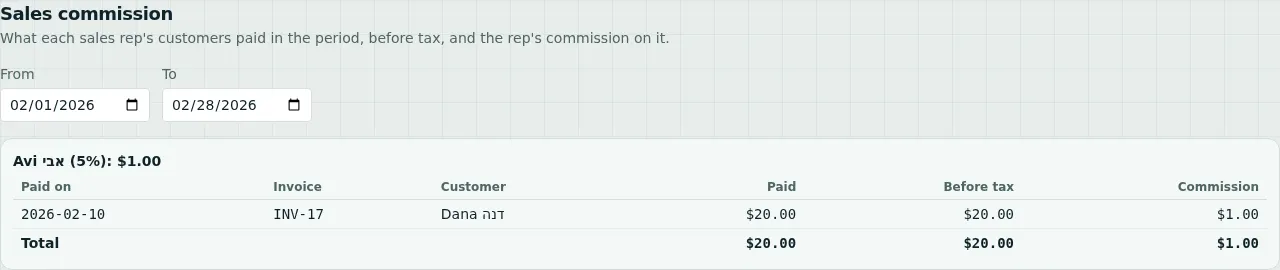 Sales commission
What each sales rep's customers paid in the period, before tax, and the rep's commission on it.
From To
02/01/2026 02/28/2026
Avi אבי (5%): $1.00
Paid on Invoice Customer Paid Before tax Commission
2026-02-10 INV-17 Dana דנה $20.00 $20.00 $1.00
Total $20.00 $20.00 $1.00